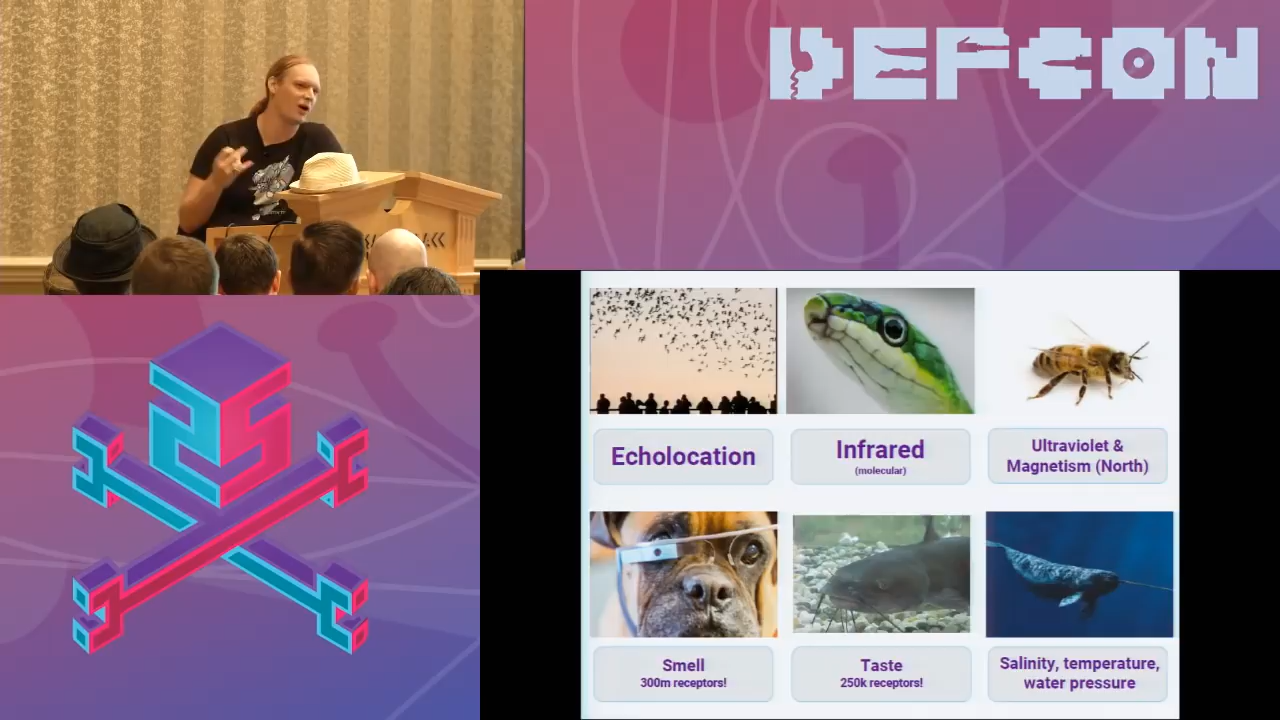 DEFCON
Echolocation
Infrared
(molecular)
Ultraviolet &
Magnetism (North)
Smell
300m receptors!
Taste
250k receptors!
Salinity, temperature,
water pressure